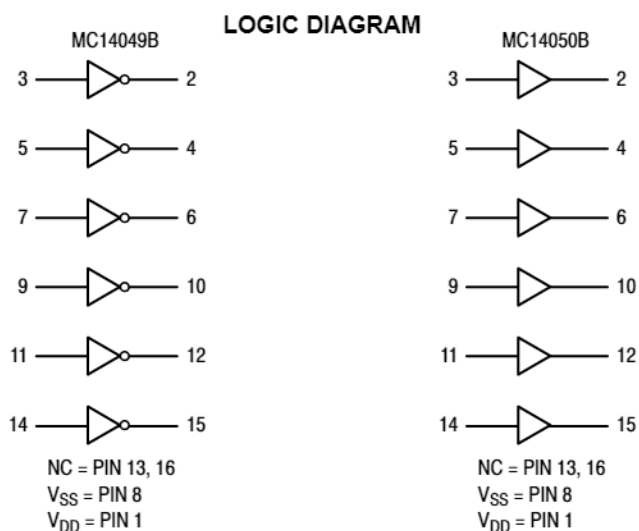 LOGIC DIAGRAM
MC14049B
3 2
5 4
7 6
9 10
11 12
14 15
NC = PIN 13, 16
VSS = PIN 8
VDD = PIN 1
MC14050B
3 2
5 4
7 6
9 10
11 12
14 15
NC = PIN 13, 16
VSS = PIN 8
VDD = PIN 1